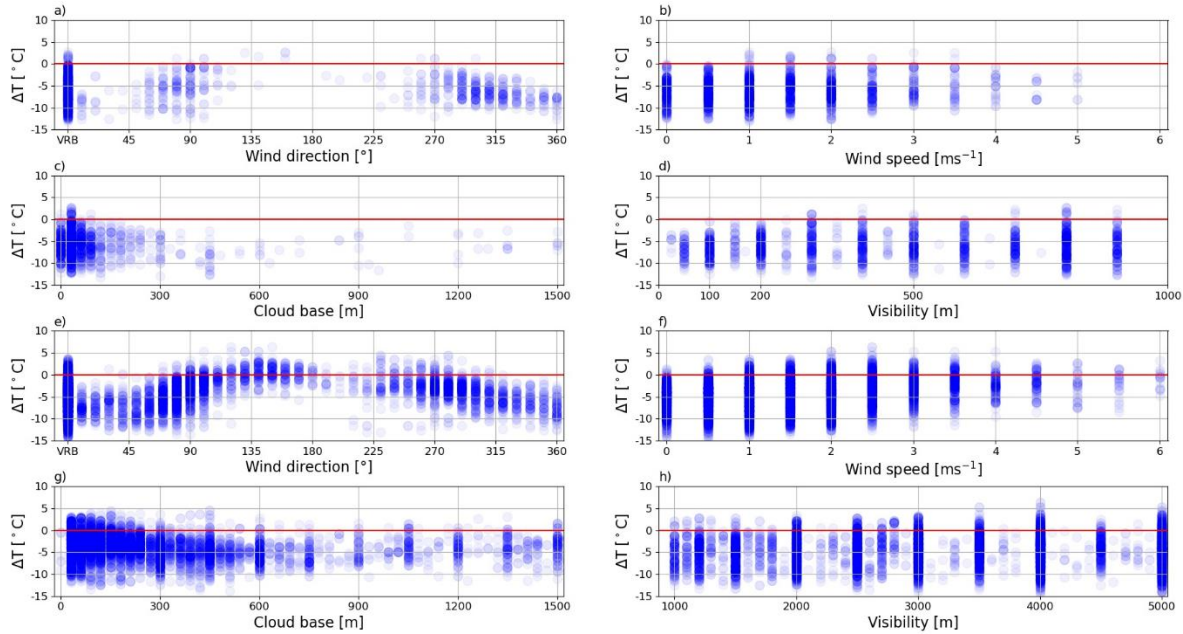 a)
10
5
0
-5
-10
-15
ΔT [°C]
VRB 45 90 135 180 225 270 315 360
Wind direction [°]
b)
10
5
0
-5
-10
-15
ΔT [°C]
0 1 2 3 4 5 6
Wind speed [ms⁻¹]
c)
10
5
0
-5
-10
-15
ΔT [°C]
0 300 600 900 1200 1500
Cloud base [m]
d)
10
5
0
-5
-10
-15
ΔT [°C]
0 100 200 500 1000
Visibility [m]
e)
10
5
0
-5
-10
-15
ΔT [°C]
VRB 45 90 135 180 225 270 315 360
Wind direction [°]
f)
10
5
0
-5
-10
-15
ΔT [°C]
0 1 2 3 4 5 6
Wind speed [ms⁻¹]
g)
10
5
0
-5
-10
-15
ΔT [°C]
0 300 600 900 1200 1500
Cloud base [m]
h)
10
5
0
-5
-10
-15
ΔT [°C]
1000 2000 3000 4000 5000
Visibility [m]